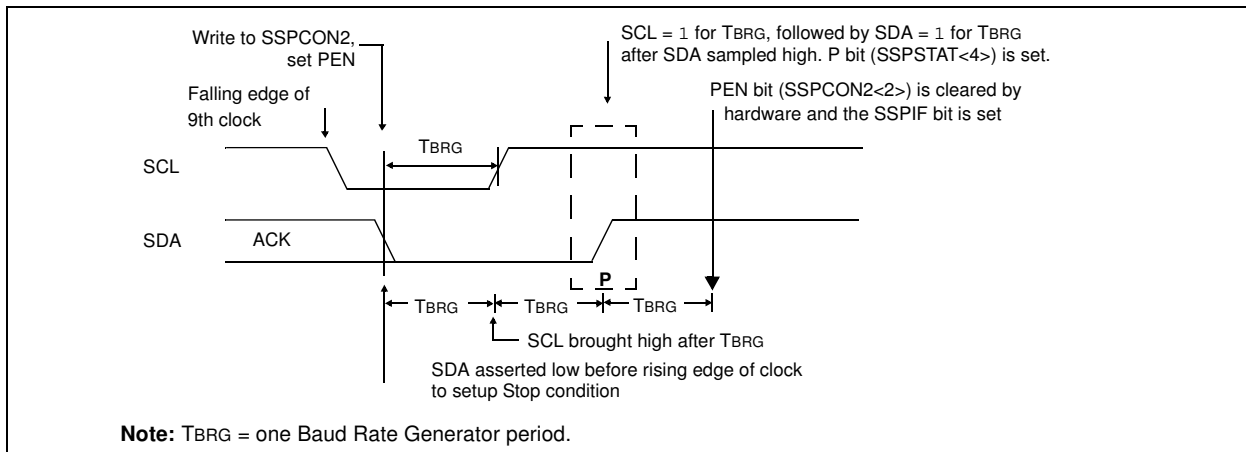 Write to SSPCON2,
set PEN
SCL = 1 for TBRG, followed by SDA = 1 for TBRG
after SDA sampled high. P bit (SSPSTAT<4>) is set.
Falling edge of
9th clock
PEN bit (SSPCON2<2>) is cleared by
hardware and the SSPIF bit is set
TBRG
SCL
SDA
ACK
P
TBRG
TBRG
TBRG
SCL brought high after TBRG
SDA asserted low before rising edge of clock
to setup Stop condition
Note: TBRG = one Baud Rate Generator period.